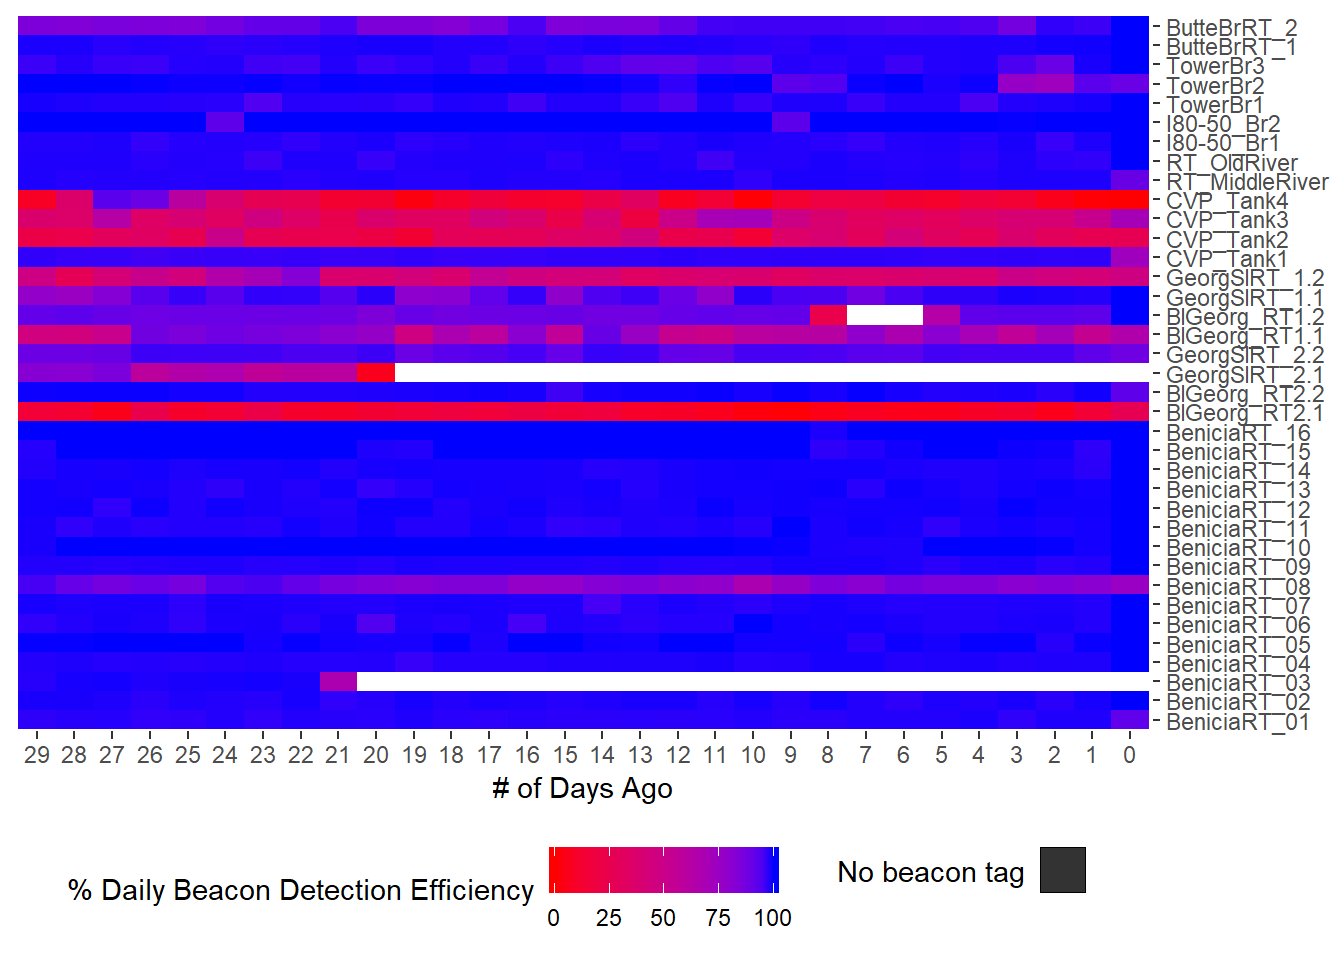 ButteBrRT_2
ButteBrRT_1
TowerBr3
TowerBr2
TowerBr1
I80-50_Br2
I80-50_Br1
RT_OldRiver
RT_MiddleRiver
CVP_Tank4
CVP_Tank3
CVP_Tank2
CVP_Tank1
GeorgSlRT_1.2
GeorgSlRT_1.1
BlGeorg_RT1.2
BlGeorg_RT1.1
GeorgSlRT_2.2
GeorgSlRT_2.1
BlGeorg_RT2.2
BlGeorg_RT2.1
BeniciaRT_16
BeniciaRT_15
BeniciaRT_14
BeniciaRT_13
BeniciaRT_12
BeniciaRT_11
BeniciaRT_10
BeniciaRT_09
BeniciaRT_08
BeniciaRT_07
BeniciaRT_06
BeniciaRT_05
BeniciaRT_04
BeniciaRT_03
BeniciaRT_02
BeniciaRT_01
29 28 27 26 25 24 23 22 21 20 19 18 17 16 15 14 13 12 11 10 9 8 7 6 5 4 3 2 1 0
# of Days Ago
% Daily Beacon Detection Efficiency
0 25 50 75 100
No beacon tag